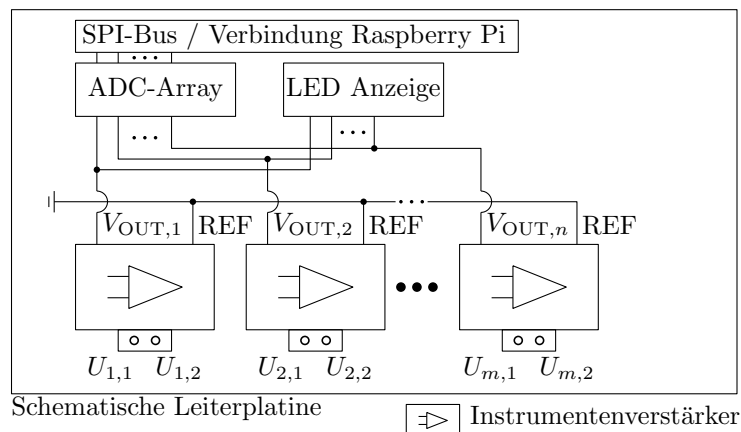 SPI-Bus / Verbindung Raspberry Pi
ADC-Array LED Anzeige
V_OUT,1 REF V_OUT,2 REF V_OUT,n REF
U_1,1 U_1,2 U_2,1 U_2,2 U_m,1 U_m,2
Schematische Leiterplatine
Instrumentenverstärker